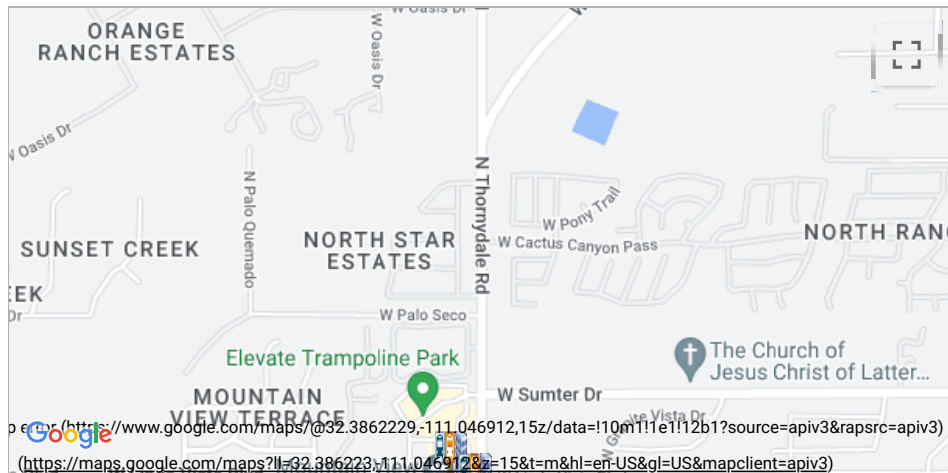 W Oasis Dr
ORANGE
RANCH ESTATES
W Oasis Dr
W Oasis Dr
N Thornydale Rd
N Palo Quemado
W Pony Trail
SUNSET CREEK
NORTH STAR
ESTATES
W Cactus Canyon Pass
NORTH RANC
EEK
Dr
W Palo Seco
Elevate Trampoline Park
The Church of
Jesus Christ of Latter...
MOUNTAIN
VIEW TERRACE
W Sumter Dr
Vista Dr
Google
p error (https://www.google.com/maps/@32.3862229,-111.046912,15z/data=!10m1!1e1!12b1?source=apiv3&rapsrc=apiv3)
(https://maps.google.com/maps?ll=32.386223,-111.046912&z=15&t=m&hl=en-US&gl=US&mapclient=apiv3)